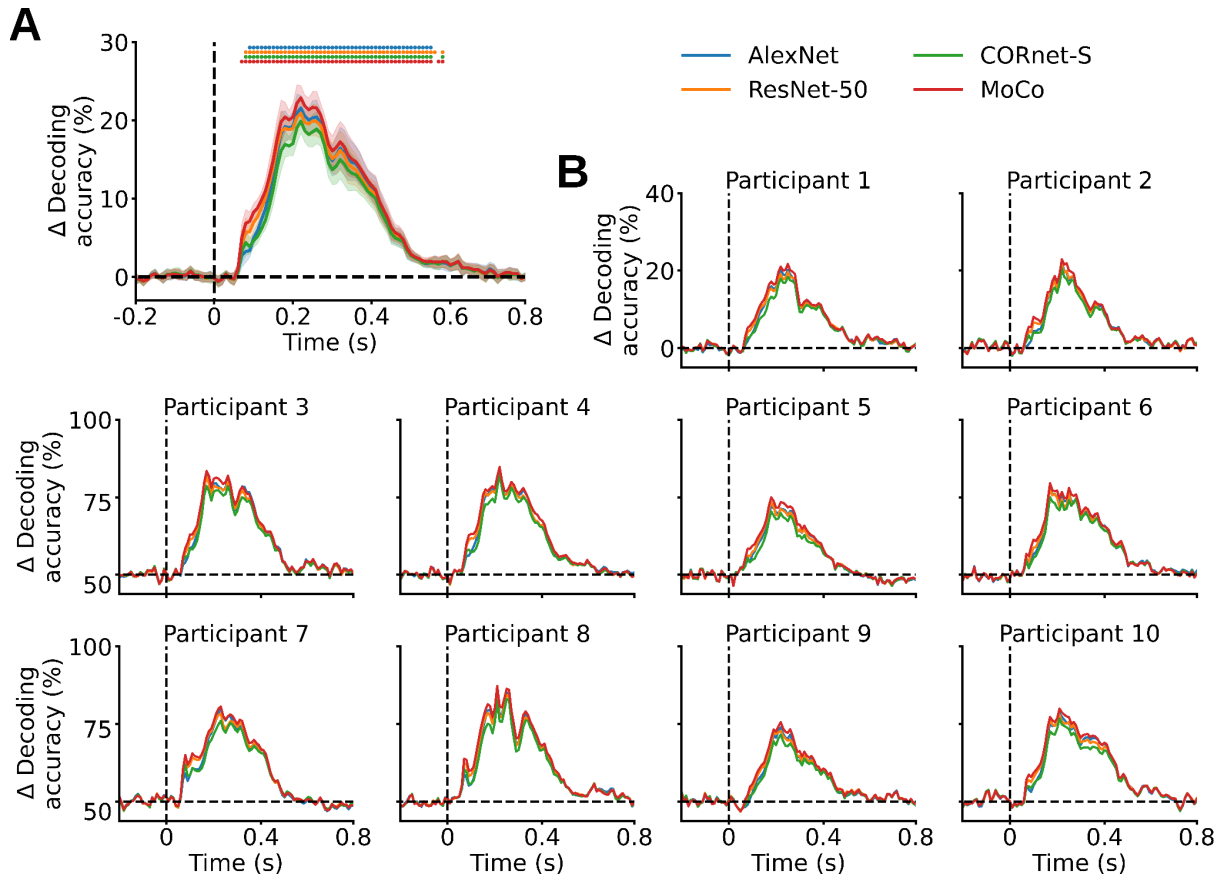 A
30
20
10
0
Δ Decoding
accuracy (%)
-0.2 0 0.2 0.4 0.6 0.8
Time (s)
AlexNet
ResNet-50
CORnet-S
MoCo
B
Participant 1
Participant 2
40
20
0
Δ Decoding
accuracy (%)
Participant 3
Participant 4
Participant 5
Participant 6
100
75
50
Δ Decoding
accuracy (%)
Participant 7
Participant 8
Participant 9
Participant 10
100
75
50
Δ Decoding
accuracy (%)
0 0.4 0.8
Time (s)
0 0.4 0.8
Time (s)
0 0.4 0.8
Time (s)
0 0.4 0.8
Time (s)